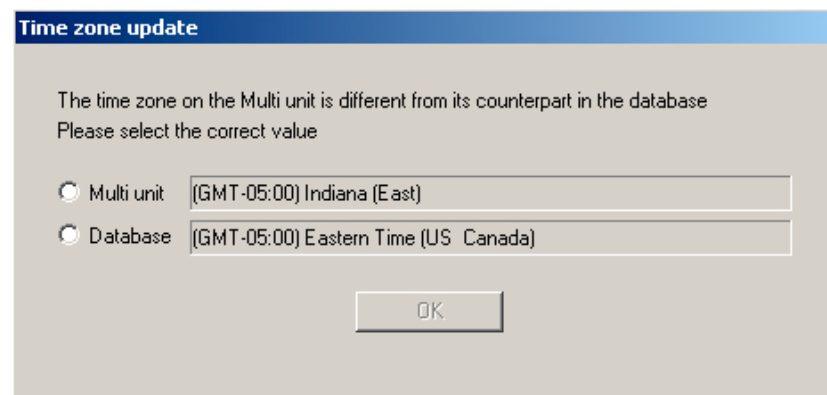 Time zone update
The time zone on the Multi unit is different from its counterpart in the database
Please select the correct value
Multi unit (GMT-05:00) Indiana (East)
Database (GMT-05:00) Eastern Time (US  Canada)
OK